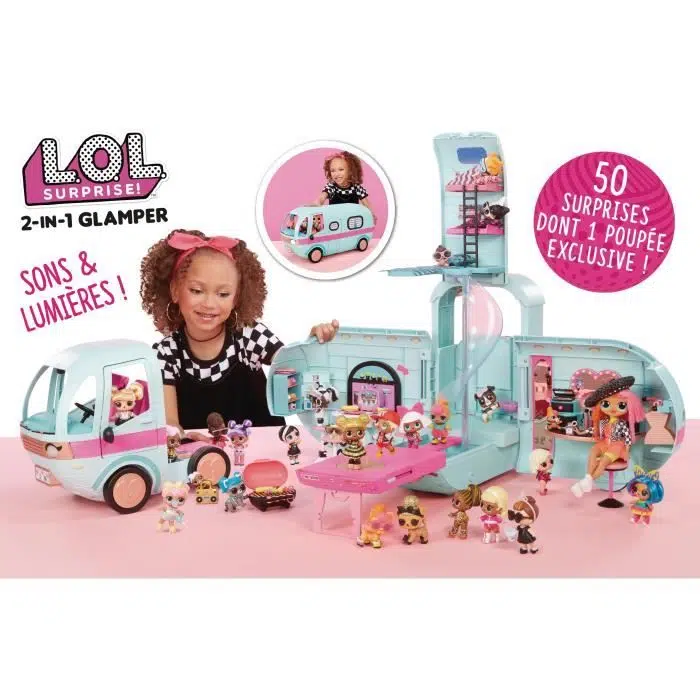 L.O.L.
SURPRISE!
2-IN-1 GLAMPER
SONS &
LUMIÈRES !
50
SURPRISES
DONT 1 POUPÉE
EXCLUSIVE !